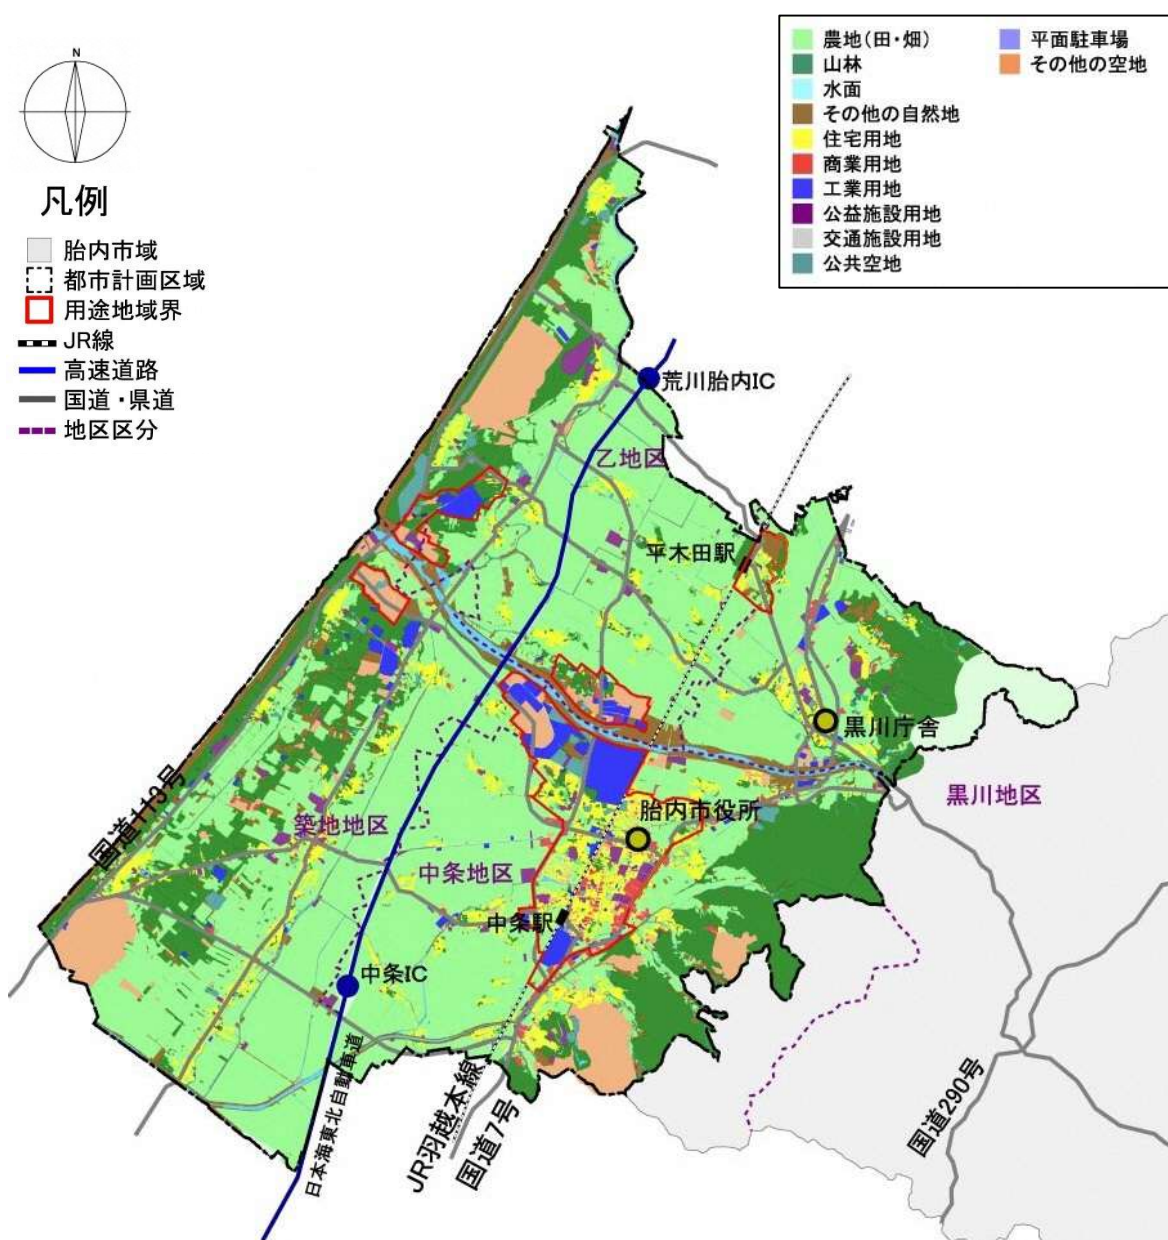 N
凡例
胎内市域
都市計画区域
用途地域界
JR線
高速道路
国道・県道
地区区分
農地(田・畑)
山林
水面
その他の自然地
住宅用地
商業用地
工業用地
公益施設用地
交通施設用地
公共空地
平面駐車場
その他の空地
荒川胎内IC
乙地区
平木田駅
黒川庁舎
黒川地区
胎内市役所
国道113号
築地地区
中条地区
中条駅
中条IC
日本海東北自動車道
JR羽越本線
国道7号
国道290号